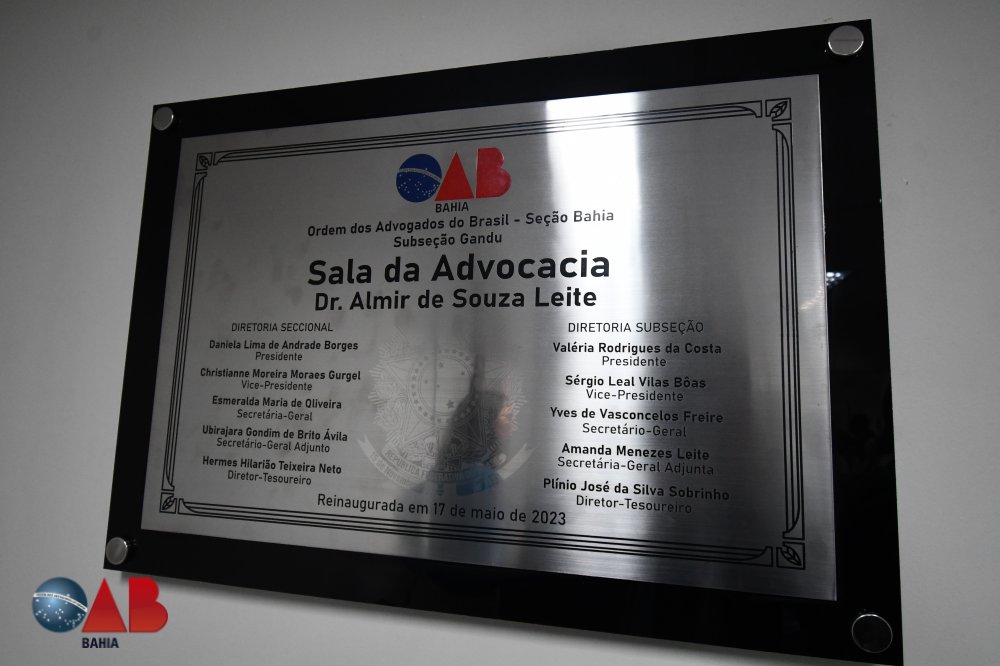 OAB
BAHIA
Ordem dos Advogados do Brasil - Seção Bahia
Subseção Gandu
Sala da Advocacia
Dr. Almir de Souza Leite
DIRETORIA SECCIONAL
Daniela Lima de Andrade Borges
Presidente
Christianne Moreira Moraes Gurgel
Vice-Presidente
Esmeralda Maria de Oliveira
Secretária-Geral
Ubirajara Gondim de Brito Ávila
Secretário-Geral Adjunto
Hermes Hilarião Teixeira Neto
Diretor-Tesoureiro
DIRETORIA SUBSEÇÃO
Valéria Rodrigues da Costa
Presidente
Sérgio Leal Vilas Bôas
Vice-Presidente
Yves de Vasconcelos Freire
Secretário-Geral
Amanda Menezes Leite
Secretária-Geral Adjunta
Plínio José da Silva Sobrinho
Diretor-Tesoureiro
Reinaugurada em 17 de maio de 2023
OAB
BAHIA